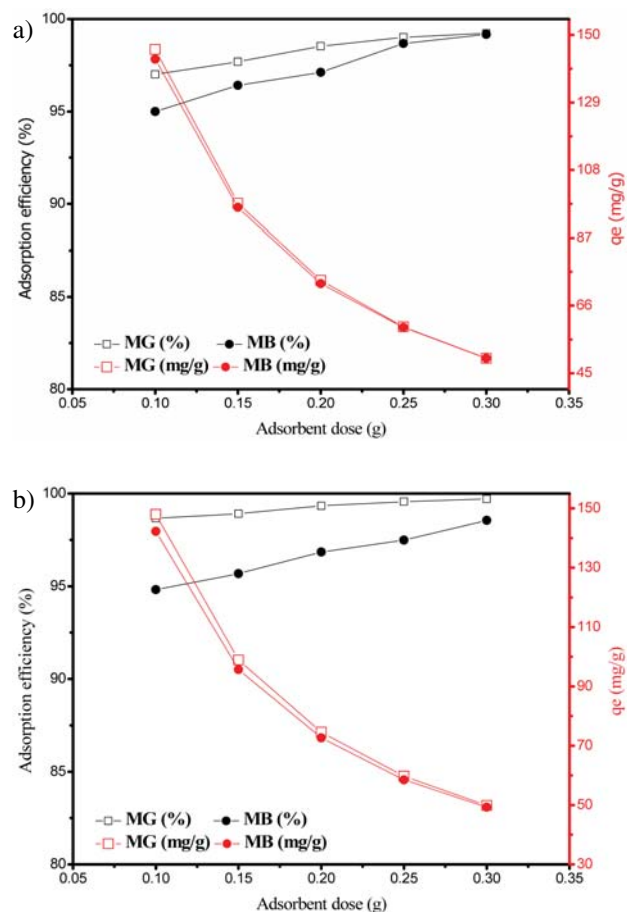 a)
100
95
90
85
80
Adsorption efficiency (%)
150
129
108
87
66
45
qe (mg/g)
MG (%) MB (%)
MG (mg/g) MB (mg/g)
0.05 0.10 0.15 0.20 0.25 0.30 0.35
Adsorbent dose (g)
b)
100
95
90
85
80
Adsorption efficiency (%)
150
130
110
90
70
50
30
qe (mg/g)
MG (%) MB (%)
MG (mg/g) MB (mg/g)
0.05 0.10 0.15 0.20 0.25 0.30 0.35
Adsorbent dose (g)